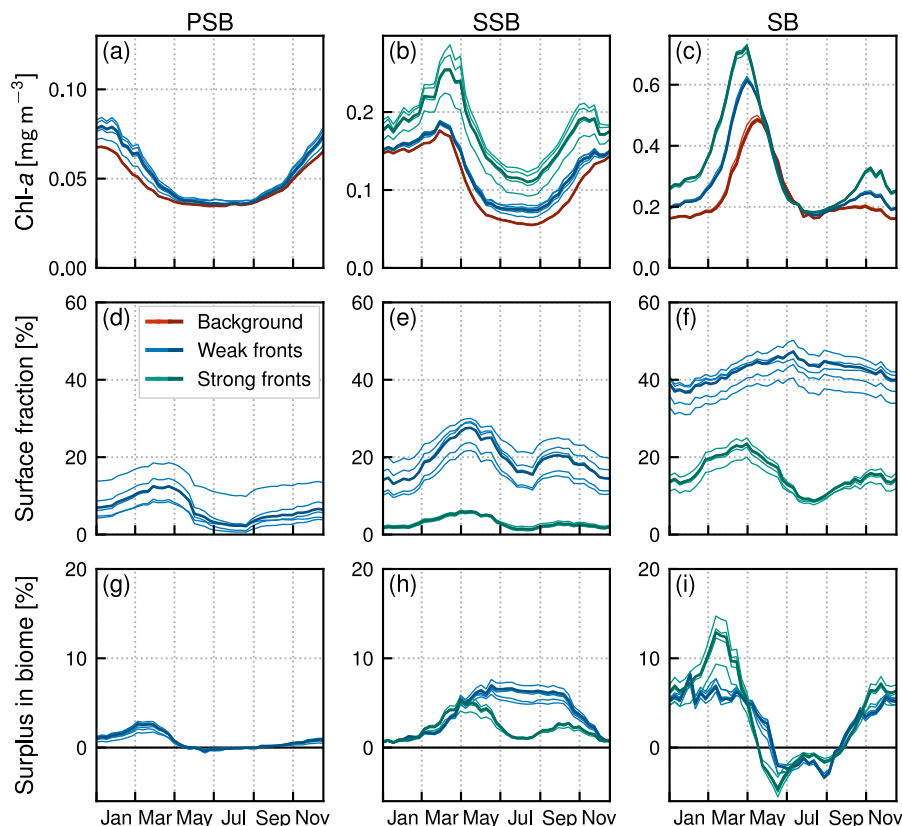 PSB SSB SB
(a) (b) (c)
Chl-a [mg m⁻³]
0.10
0.05
0.00
0.2
0.1
0.0
0.6
0.4
0.2
0.0
(d) (e) (f)
Surface fraction [%]
Background
Weak fronts
Strong fronts
60
40
20
0
60
40
20
0
60
40
20
0
(g) (h) (i)
Surplus in biome [%]
20
10
0
20
10
0
20
10
0
Jan Mar May Jul Sep Nov
Jan Mar May Jul Sep Nov
Jan Mar May Jul Sep Nov